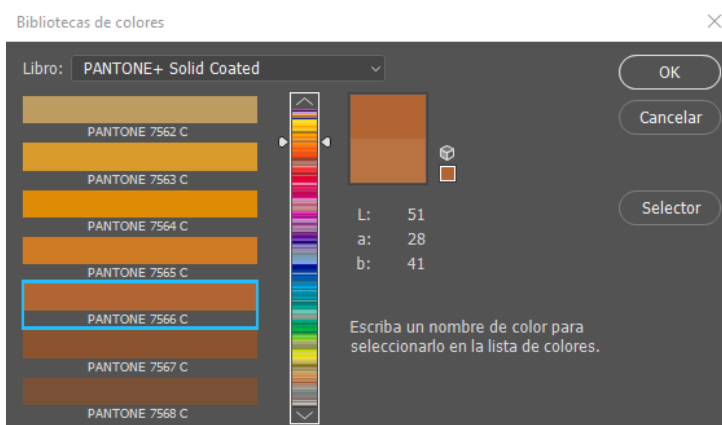 Bibliotecas de colores
Libro: PANTONE+ Solid Coated
OK
Cancelar
Selector
PANTONE 7562 C
PANTONE 7563 C
PANTONE 7564 C
PANTONE 7565 C
PANTONE 7566 C
PANTONE 7567 C
PANTONE 7568 C
L: 51
a: 28
b: 41
Escriba un nombre de color para
seleccionarlo en la lista de colores.